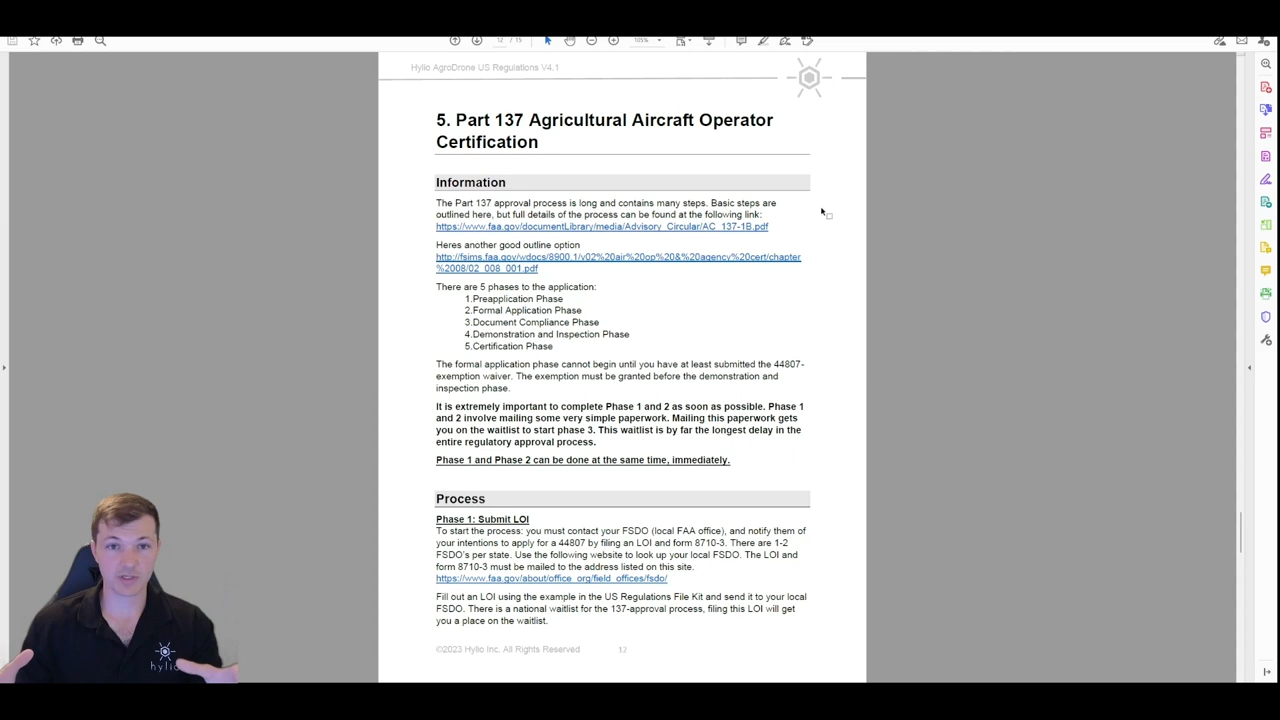 12 / 15
105%
Hylio AgroDrone US Regulations V4.1
5. Part 137 Agricultural Aircraft Operator
Certification
Information
The Part 137 approval process is long and contains many steps. Basic steps are
outlined here, but full details of the process can be found at the following link:
https://www.faa.gov/documentLibrary/media/Advisory_Circular/AC_137-1B.pdf
Heres another good outline option
http://fsims.faa.gov/wdocs/8900.1/v02%20air%20op%20&%20agency%20cert/chapter
%2008/02_008_001.pdf
There are 5 phases to the application:
1.Preapplication Phase
2.Formal Application Phase
3.Document Compliance Phase
4.Demonstration and Inspection Phase
5.Certification Phase
The formal application phase cannot begin until you have at least submitted the 44807-
exemption waiver. The exemption must be granted before the demonstration and
inspection phase.
It is extremely important to complete Phase 1 and 2 as soon as possible. Phase 1
and 2 involve mailing some very simple paperwork. Mailing this paperwork gets
you on the waitlist to start phase 3. This waitlist is by far the longest delay in the
entire regulatory approval process.
Phase 1 and Phase 2 can be done at the same time, immediately.
Process
Phase 1: Submit LOI
To start the process: you must contact your FSDO (local FAA office), and notify them of
your intentions to apply for a 44807 by filing an LOI and form 8710-3. There are 1-2
FSDO's per state. Use the following website to look up your local FSDO. The LOI and
form 8710-3 must be mailed to the address listed on this site.
https://www.faa.gov/about/office_org/field_offices/fsdo/
Fill out an LOI using the example in the US Regulations File Kit and send it to your local
FSDO. There is a national waitlist for the 137-approval process, filing this LOI will get
you a place on the waitlist.
©2023 Hylio Inc. All Rights Reserved
12
hylio